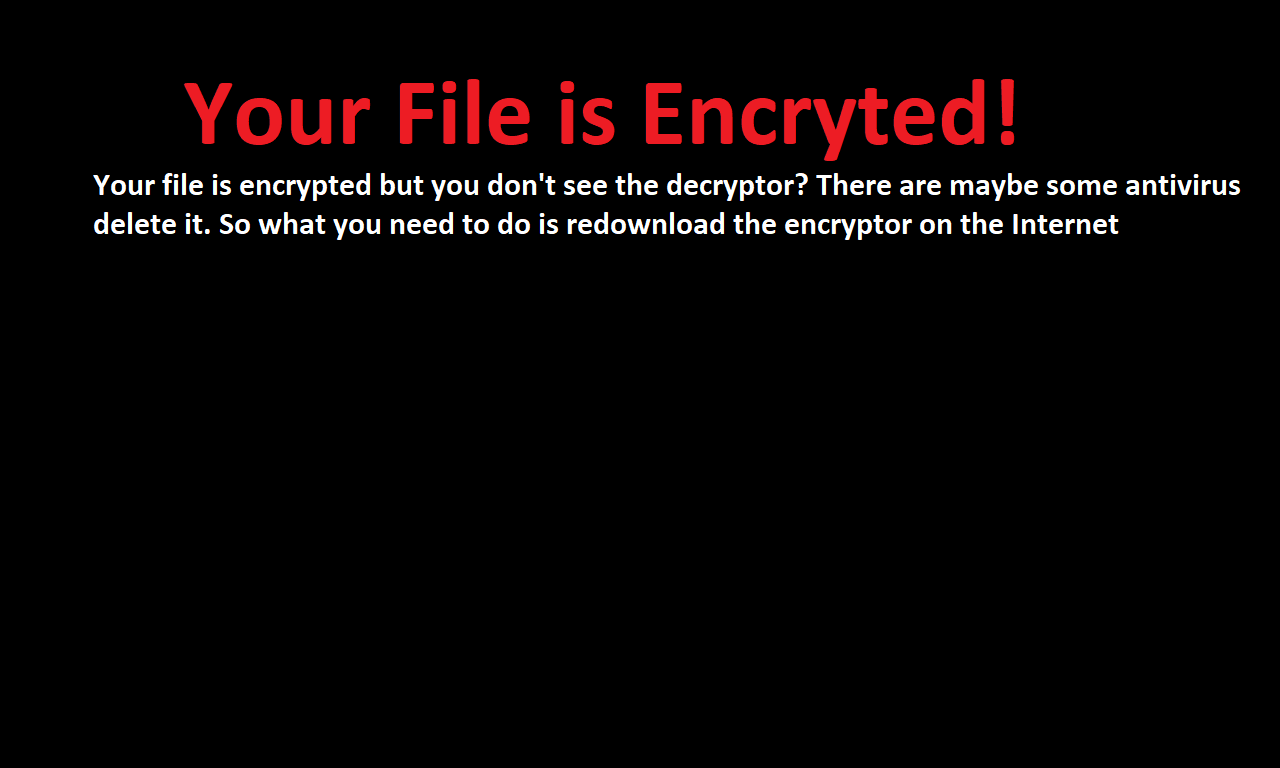 Your File is Encryted!
Your file is encrypted but you don't see the decryptor? There are maybe some antivirus
delete it. So what you need to do is redownload the encryptor on the Internet